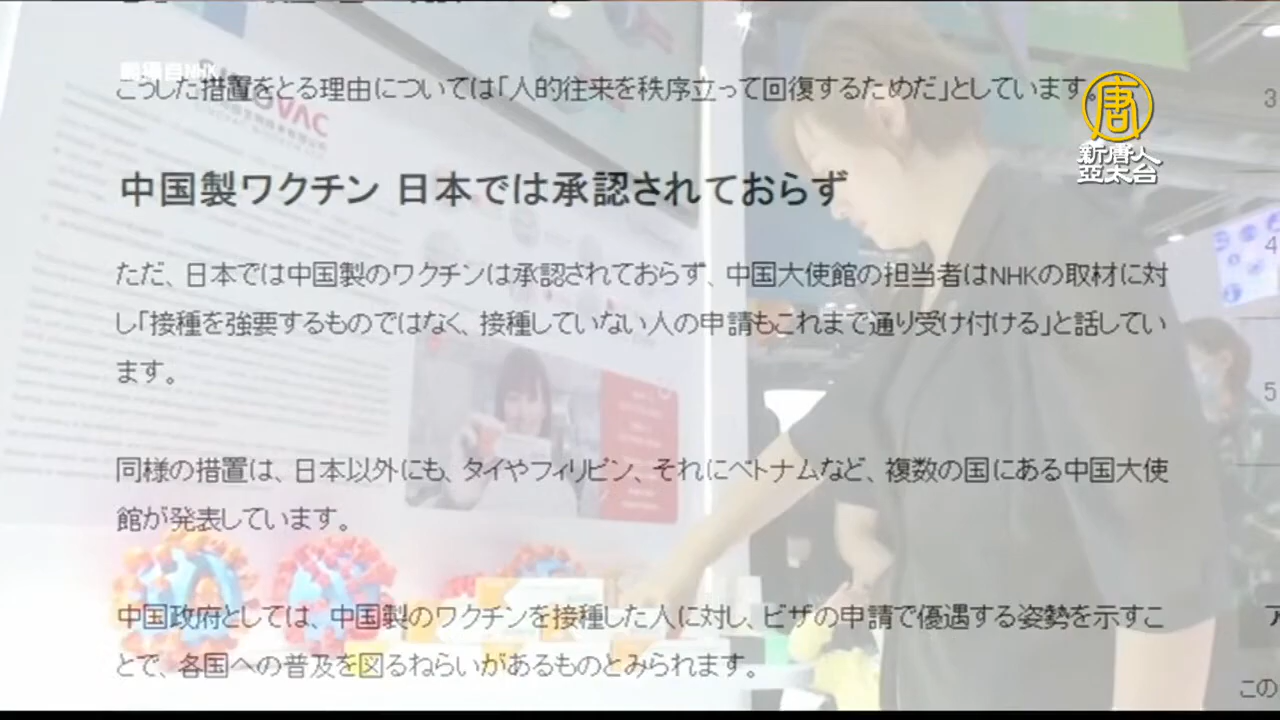 翻攝自NHK
こうした措置をとる理由については「人的往来を秩序立って回復するためだ」としています。
唐
新唐人
亞太台
VAC
3
中国製ワクチン 日本では承認されておらず
4
ただ、日本では中国製のワクチンは承認されておらず、中国大使館の担当者はNHKの取材に対
し「接種を強要するものではなく、接種していない人の申請もこれまで通り受け付ける」と話してい
ます。
5
同様の措置は、日本以外にも、タイやフィリピン、それにベトナムなど、複数の国にある中国大使
館が発表しています。
中国政府としては、中国製のワクチンを接種した人に対し、ビザの申請で優遇する姿勢を示すこ
とで、各国への普及を図るねらいがあるものとみられます。
ア
この